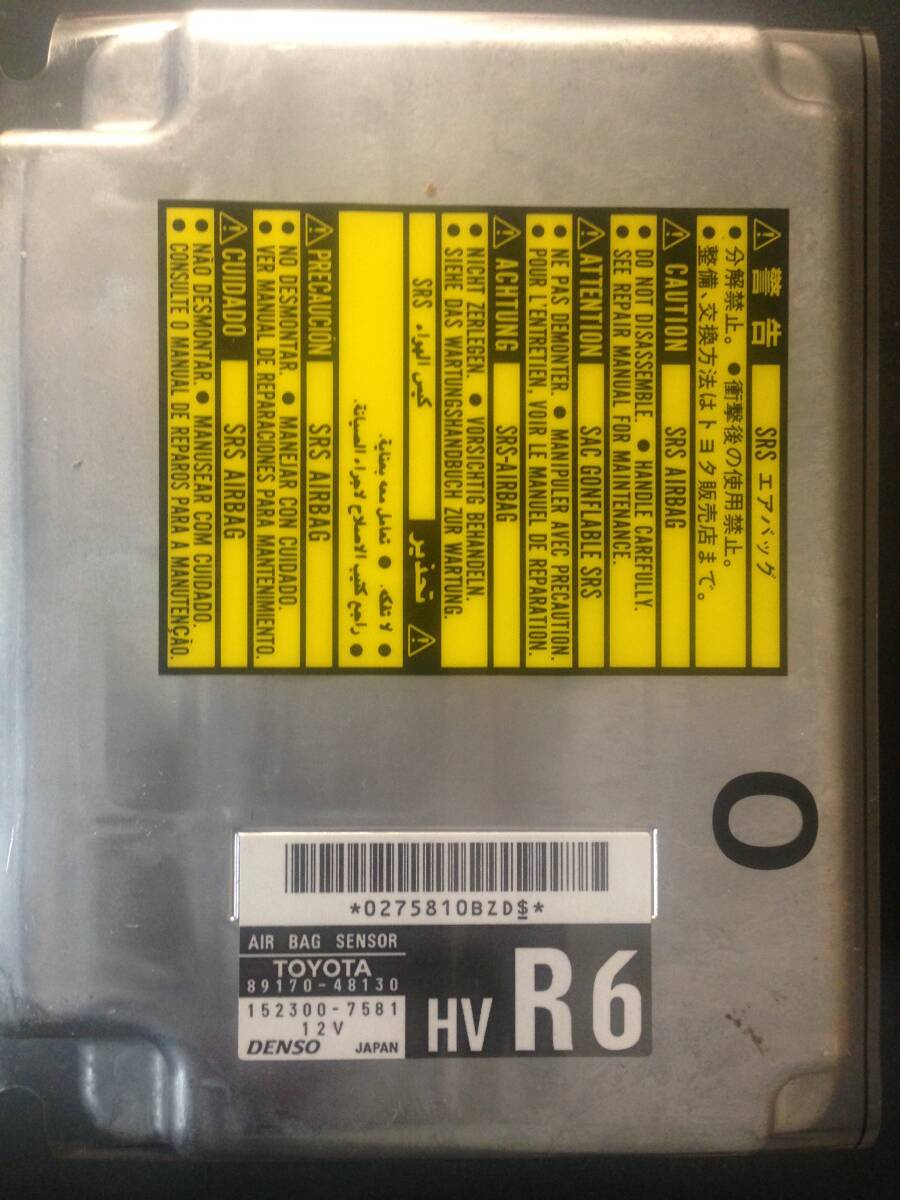 ⚠ 警告 SRS エアバッグ
● 分解禁止。 ● 衝撃後の使用禁止。
● 整備、交換方法はトヨタ販売店まで。
⚠ CAUTION SRS AIRBAG
● DO NOT DISASSEMBLE. ● HANDLE CAREFULLY.
● SEE REPAIR MANUAL FOR MAINTENANCE.
⚠ ATTENTION SAC GONFLABLE SRS
● NE PAS DEMONTER. ● MANIPULER AVEC PRECAUTION.
● POUR L'ENTRETIEN, VOIR LE MANUEL DE REPARATION.
⚠ ACHTUNG SRS-AIRBAG
● NICHT ZERLEGEN. ● VORSICHTIG BEHANDELN.
● SIEHE DAS WARTUNGSHANDBUCH ZUR WARTUNG.
⚠ تحذير كيس الهواء SRS
● لا تفكه. ● تعامل معه بعناية.
● راجع كتيب الاصلاح لاجراء الصيانة.
⚠ PRECAUCIÓN SRS AIRBAG
● NO DESMONTAR. ● MANEJAR CON CUIDADO.
● VER MANUAL DE REPARACIONES PARA MANTENIMIENTO.
⚠ CUIDADO SRS AIRBAG
● NÃO DESMONTAR. ● MANUSEAR COM CUIDADO.
● CONSULTE O MANUAL DE REPAROS PARA A MANUTENÇÃO.
O
*0275810BZD$*
AIR BAG SENSOR
TOYOTA
89170-48130
152300-7581
12V
DENSO JAPAN
HV R6